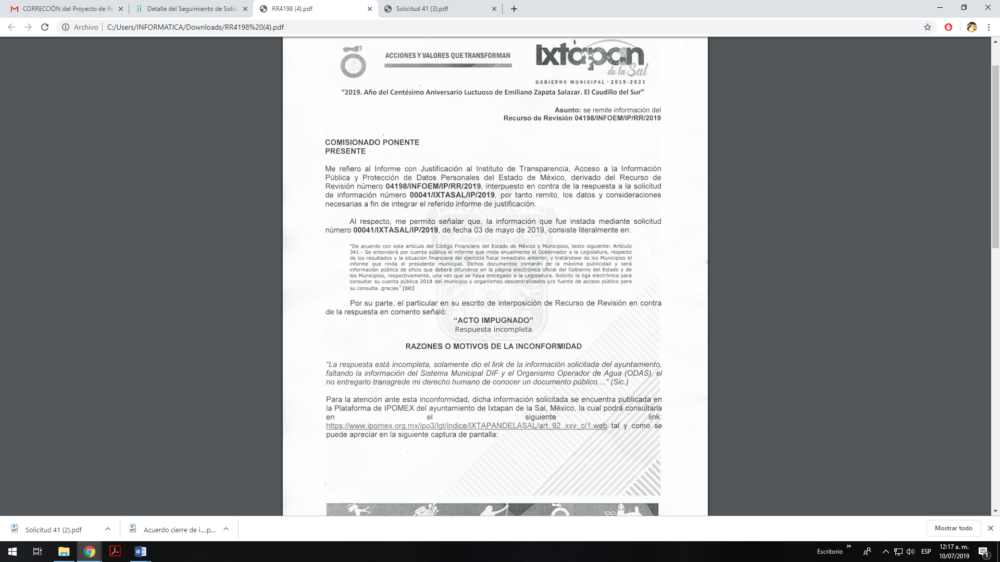 CORRECCIÓN del Proyecto de Re
Detalle del Seguimiento de Solici
RR4198 (4).pdf
Solicitud 41 (3).pdf
Archivo
C:/Users/INFORMATICA/Downloads/RR4198%20(4).pdf
ACCIONES Y VALORES QUE TRANSFORMAN
Ixtapan
de la Sal
GOBIERNO MUNICIPAL · 2019-2021
“2019. Año del Centésimo Aniversario Luctuoso de Emiliano Zapata Salazar. El Caudillo del Sur”
Asunto: se remite información del
Recurso de Revisión 04198/INFOEM/IP/RR/2019
COMISIONADO PONENTE
PRESENTE
Me refiero al Informe con Justificación al Instituto de Transparencia, Acceso a la Información
Pública y Protección de Datos Personales del Estado de México, derivado del Recurso de
Revisión número 04198/INFOEM/IP/RR/2019, interpuesto en contra de la respuesta a la solicitud
de información número 00041/IXTASAL/IP/2019, por tanto remito, los datos y consideraciones
necesarias a fin de integrar el referido informe de justificación.
Al respecto, me permito señalar que, la información que fue instada mediante solicitud
número 00041/IXTASAL/IP/2019, de fecha 03 de mayo de 2019, consiste literalmente en:
“De acuerdo con este artículo del Código Financiero del Estado de México y Municipios, texto siguiente: Artículo
341.- Se entenderá por cuenta pública el informe que rinda anualmente el Gobernador a la Legislatura, respecto
de los resultados y la situación financiera del ejercicio fiscal inmediato anterior, y tratándose de los Municipios el
informe que rinda el presidente municipal. Dichos documentos contarán de la máxima publicidad y será
información pública de oficio que deberá difundirse en la página electrónica oficial del Gobierno del Estado y de
los Municipios, respectivamente, una vez que se haya entregado a la Legislatura. Solicito la liga electrónica para
consultar su cuenta pública 2018 del municipio y organismos descentralizados y/o fuente de acceso público para
su consulta. gracias” (sic)
Por su parte, el particular en su escrito de interposición de Recurso de Revisión en contra
de la respuesta en comento señaló:
“ACTO IMPUGNADO”
Respuesta incompleta
RAZONES O MOTIVOS DE LA INCONFORMIDAD
“La respuesta está incompleta, solamente dio el link de la información solicitada del ayuntamiento,
faltando la información del Sistema Municipal DIF y el Organismo Operador de Agua (ODAS), el
no entregarlo transgrede mi derecho humano de conocer un documento público....” (Sic.)
Para la atención ante esta inconformidad, dicha información solicitada se encuentra publicada en
la Plataforma de IPOMEX del ayuntamiento de Ixtapan de la Sal, México, la cual podrá consultarla
en el siguiente link:
https://www.ipomex.org.mx/ipo3/lgt/indice/IXTAPANDELASAL/art_92_xxv_c/1.web tal y como se
puede apreciar en la siguiente captura de pantalla:
Solicitud 41 (2).pdf
Acuerdo cierre de i....p...
Mostrar todo
Escritorio
ESP
12:17 a. m.
10/07/2019
1